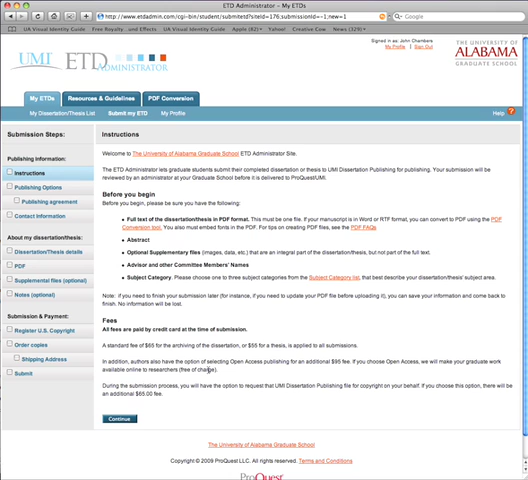 ETD Administrator — My ETDs
http://www.etdadmin.com/cgi-bin/student/submitetd?siteId=176;submissionId=-1;new=1
Google
UA Visual Identity Guide
Free Royalty ...und Effects
UA Visual Identity Guide
Apple (82)
Yahoo!
Creative Cow
News (329)
Signed in as: John Chambers
My Profile | Sign Out
UMI
ETD
ADMINISTRATOR
THE UNIVERSITY OF
ALABAMA
GRADUATE SCHOOL
My ETDs
Resources & Guidelines
PDF Conversion
My Dissertation/Thesis List
Submit my ETD
My Profile
Help ?
Submission Steps:
Publishing Information:
Instructions
Publishing Options
Publishing agreement
Contact Information
About my dissertation/thesis:
Dissertation/Thesis details
PDF
Supplemental files (optional)
Notes (optional)
Submission & Payment:
Register U.S. Copyright
Order copies
Shipping Address
Submit
Instructions
Welcome to The University of Alabama Graduate School ETD Administrator Site.
The ETD Administrator lets graduate students submit their completed dissertation or thesis to UMI Dissertation Publishing for publishing. Your submission will be
reviewed by an administrator at your Graduate School before it is delivered to ProQuest/UMI.
Before you begin
Before you begin, please be sure you have the following:
• Full text of the dissertation/thesis in PDF format. This must be one file. If your manuscript is in Word or RTF format, you can convert to PDF using the PDF
Conversion tool. You also must embed fonts in the PDF. For tips on creating PDF files, see the PDF FAQs.
• Abstract
• Optional Supplementary files (images, data, etc.) that are an integral part of the dissertation/thesis, but not part of the full text.
• Advisor and other Committee Members' Names
• Subject Category. Please choose one to three subject categories from the Subject Category list, that best describe your dissertation/thesis' subject area.
Note: if you need to finish your submission later (for instance, if you need to update your PDF file before uploading it), you can save your information and come back to
finish. No information will be lost.
Fees
All fees are paid by credit card at the time of submission.
A standard fee of $65 for the archiving of the dissertation, or $55 for a thesis, is applied to all submissions.
In addition, authors also have the option of selecting Open Access publishing for an additional $95 fee. If you choose Open Access, we will make your graduate work
available online to researchers (free of charge).
During the submission process, you will have the option to request that UMI Dissertation Publishing file for copyright on your behalf. If you choose this option, there will be
an additional $65.00 fee.
Continue
The University of Alabama Graduate School
Copyright © 2009 ProQuest LLC. All rights reserved. Terms and Conditions
ProQuest